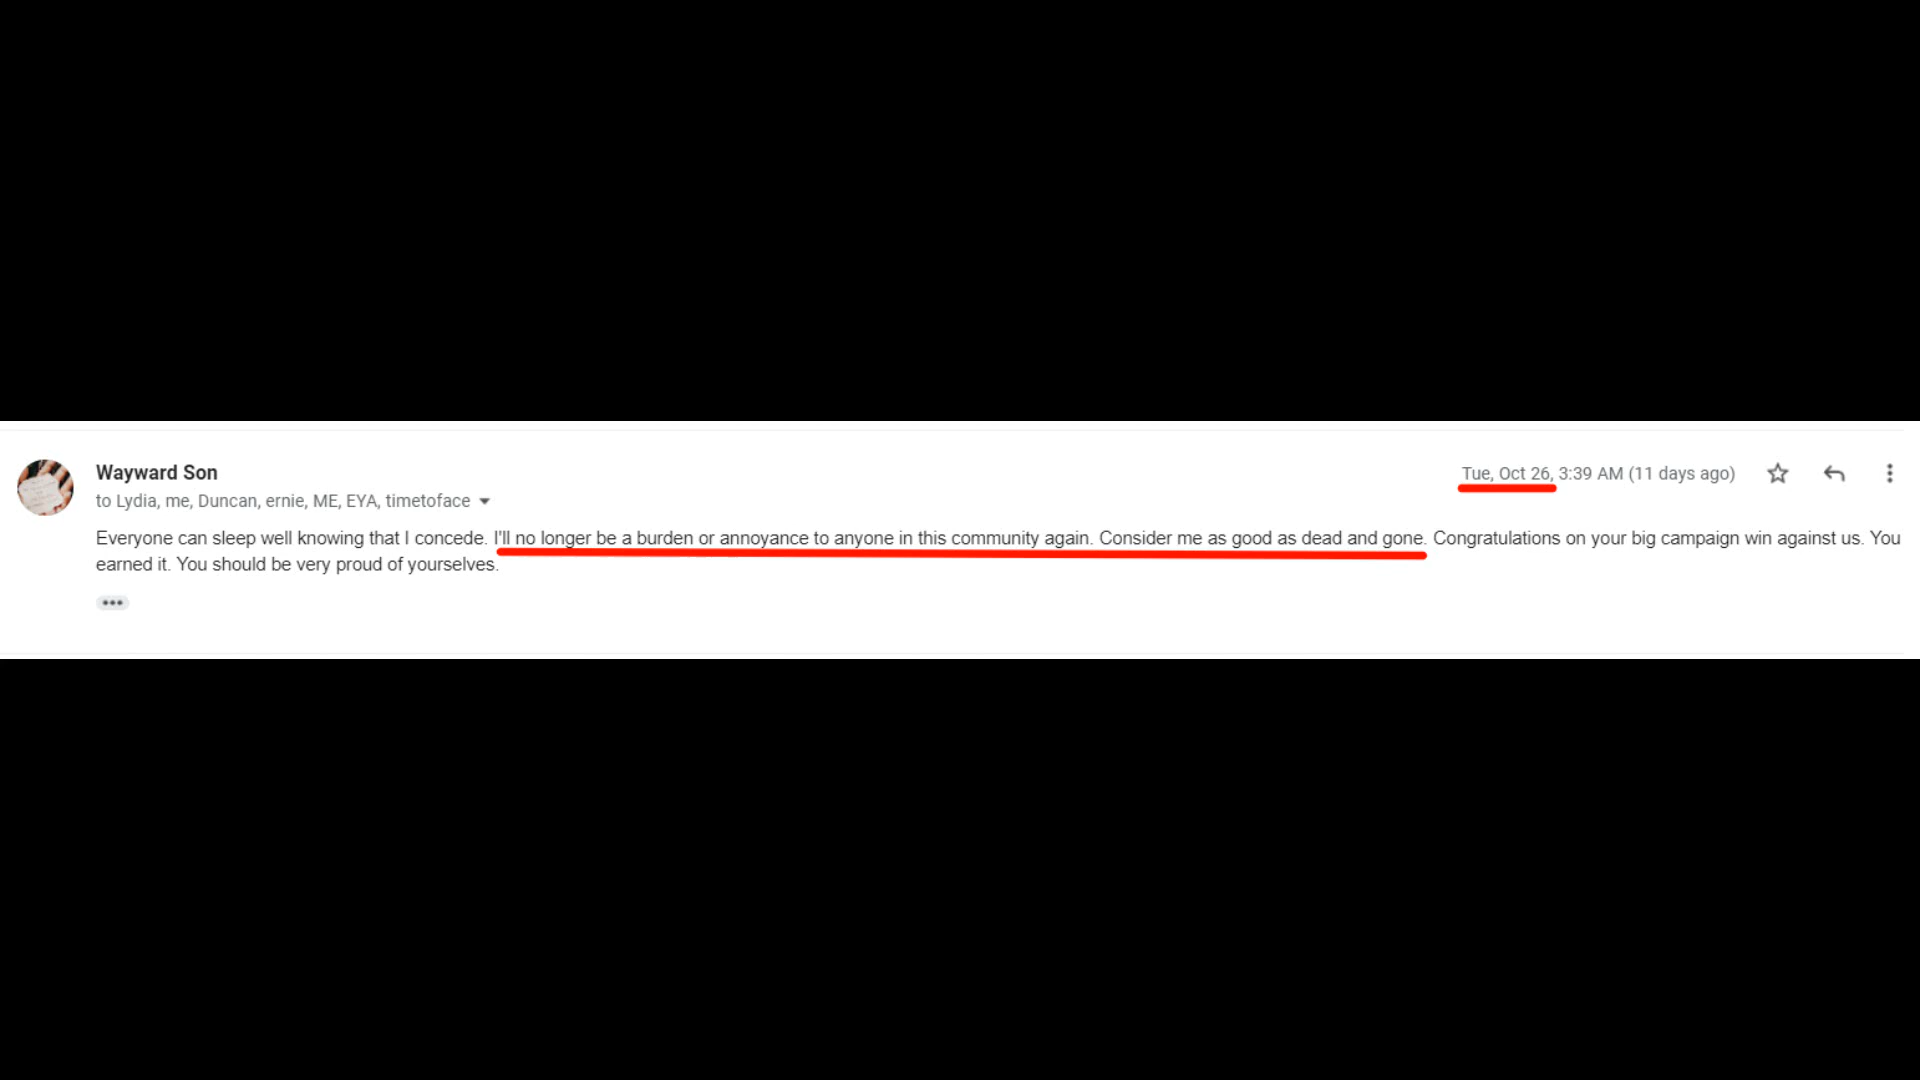 Wayward Son
Tue, Oct 26, 3:39 AM (11 days ago)
to Lydia, me, Duncan, ernie, ME, EYA, timetoface
Everyone can sleep well knowing that I concede. I'll no longer be a burden or annoyance to anyone in this community again. Consider me as good as dead and gone. Congratulations on your big campaign win against us. You
earned it. You should be very proud of yourselves.